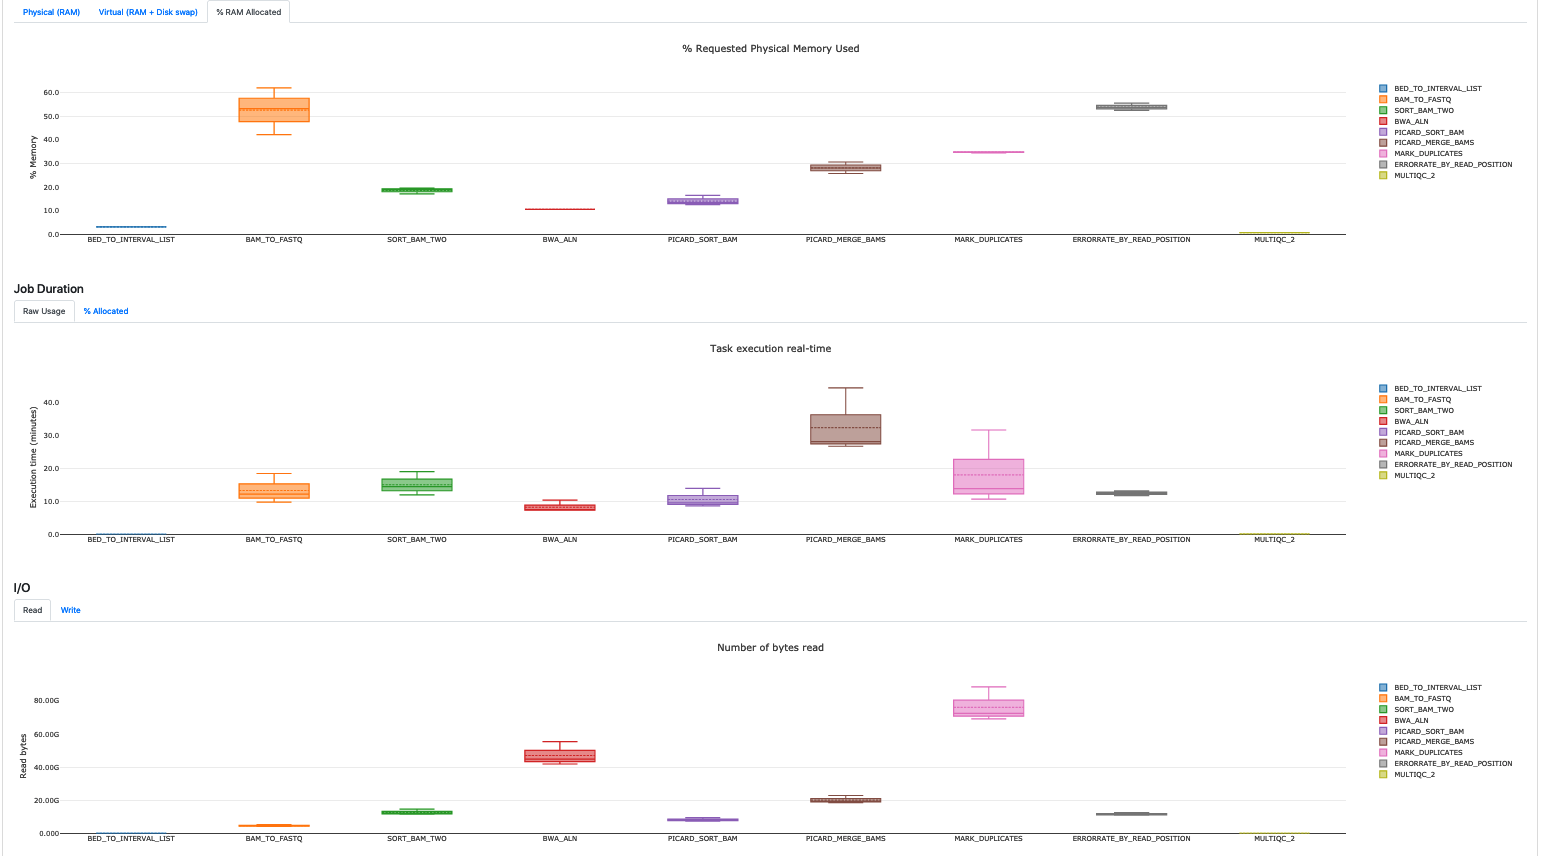 Physical (RAM) Virtual (RAM + Disk swap) % RAM Allocated
% Requested Physical Memory Used
% Memory
60.0
50.0
40.0
30.0
20.0
10.0
0.0
BED_TO_INTERVAL_LIST BAM_TO_FASTQ SORT_BAM_TWO BWA_ALN PICARD_SORT_BAM PICARD_MERGE_BAMS MARK_DUPLICATES ERRORRATE_BY_READ_POSITION MULTIQC_2
BED_TO_INTERVAL_LIST
BAM_TO_FASTQ
SORT_BAM_TWO
BWA_ALN
PICARD_SORT_BAM
PICARD_MERGE_BAMS
MARK_DUPLICATES
ERRORRATE_BY_READ_POSITION
MULTIQC_2
Job Duration
Raw Usage % Allocated
Task execution real-time
Execution time (minutes)
40.0
30.0
20.0
10.0
0.0
BED_TO_INTERVAL_LIST BAM_TO_FASTQ SORT_BAM_TWO BWA_ALN PICARD_SORT_BAM PICARD_MERGE_BAMS MARK_DUPLICATES ERRORRATE_BY_READ_POSITION MULTIQC_2
BED_TO_INTERVAL_LIST
BAM_TO_FASTQ
SORT_BAM_TWO
BWA_ALN
PICARD_SORT_BAM
PICARD_MERGE_BAMS
MARK_DUPLICATES
ERRORRATE_BY_READ_POSITION
MULTIQC_2
I/O
Read Write
Number of bytes read
Read bytes
80.00G
60.00G
40.00G
20.00G
0.000
BED_TO_INTERVAL_LIST BAM_TO_FASTQ SORT_BAM_TWO BWA_ALN PICARD_SORT_BAM PICARD_MERGE_BAMS MARK_DUPLICATES ERRORRATE_BY_READ_POSITION MULTIQC_2
BED_TO_INTERVAL_LIST
BAM_TO_FASTQ
SORT_BAM_TWO
BWA_ALN
PICARD_SORT_BAM
PICARD_MERGE_BAMS
MARK_DUPLICATES
ERRORRATE_BY_READ_POSITION
MULTIQC_2